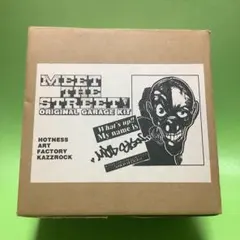 MEET
THE
STREET!
ORIGINAL GARAGE KIT
What's up?
My name is
HOTNESS
ART
FACTORY
KAZZROCK